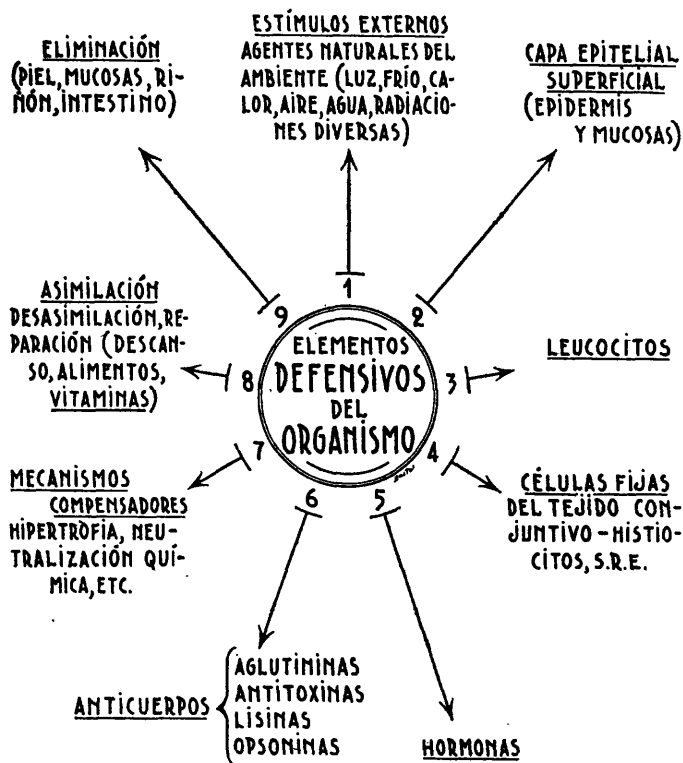 ESTÍMULOS EXTERNOS
AGENTES NATURALES DEL
AMBIENTE (LUZ, FRÍO, CA-
LOR, AIRE, AGUA, RADIACIO-
NES DIVERSAS)
ELIMINACIÓN
(PIEL, MUCOSAS, RI-
ÑÓN, INTESTINO)
CAPA EPITELIAL
SUPERFICIAL
(EPIDERMIS
Y MUCOSAS)
1
9
2
ASIMILACIÓN
DESASIMILACIÓN, RE-
PARACIÓN (DESCAN-
SO, ALIMENTOS,
VITAMINAS)
8
ELEMENTOS
DEFENSIVOS
DEL
ORGANISMO
3
LEUCOCITOS
7
4
6
5
MECANISMOS
COMPENSADORES
HIPERTROFIA, NEU-
TRALIZACIÓN QUÍ-
MICA, ETC.
CÉLULAS FIJAS
DEL TEJIDO CON-
JUNTIVO-HISTIO-
CITOS, S.R.E.
ANTICUERPOS
AGLUTININAS
ANTITOXINAS
LISINAS
OPSONINAS
HORMONAS